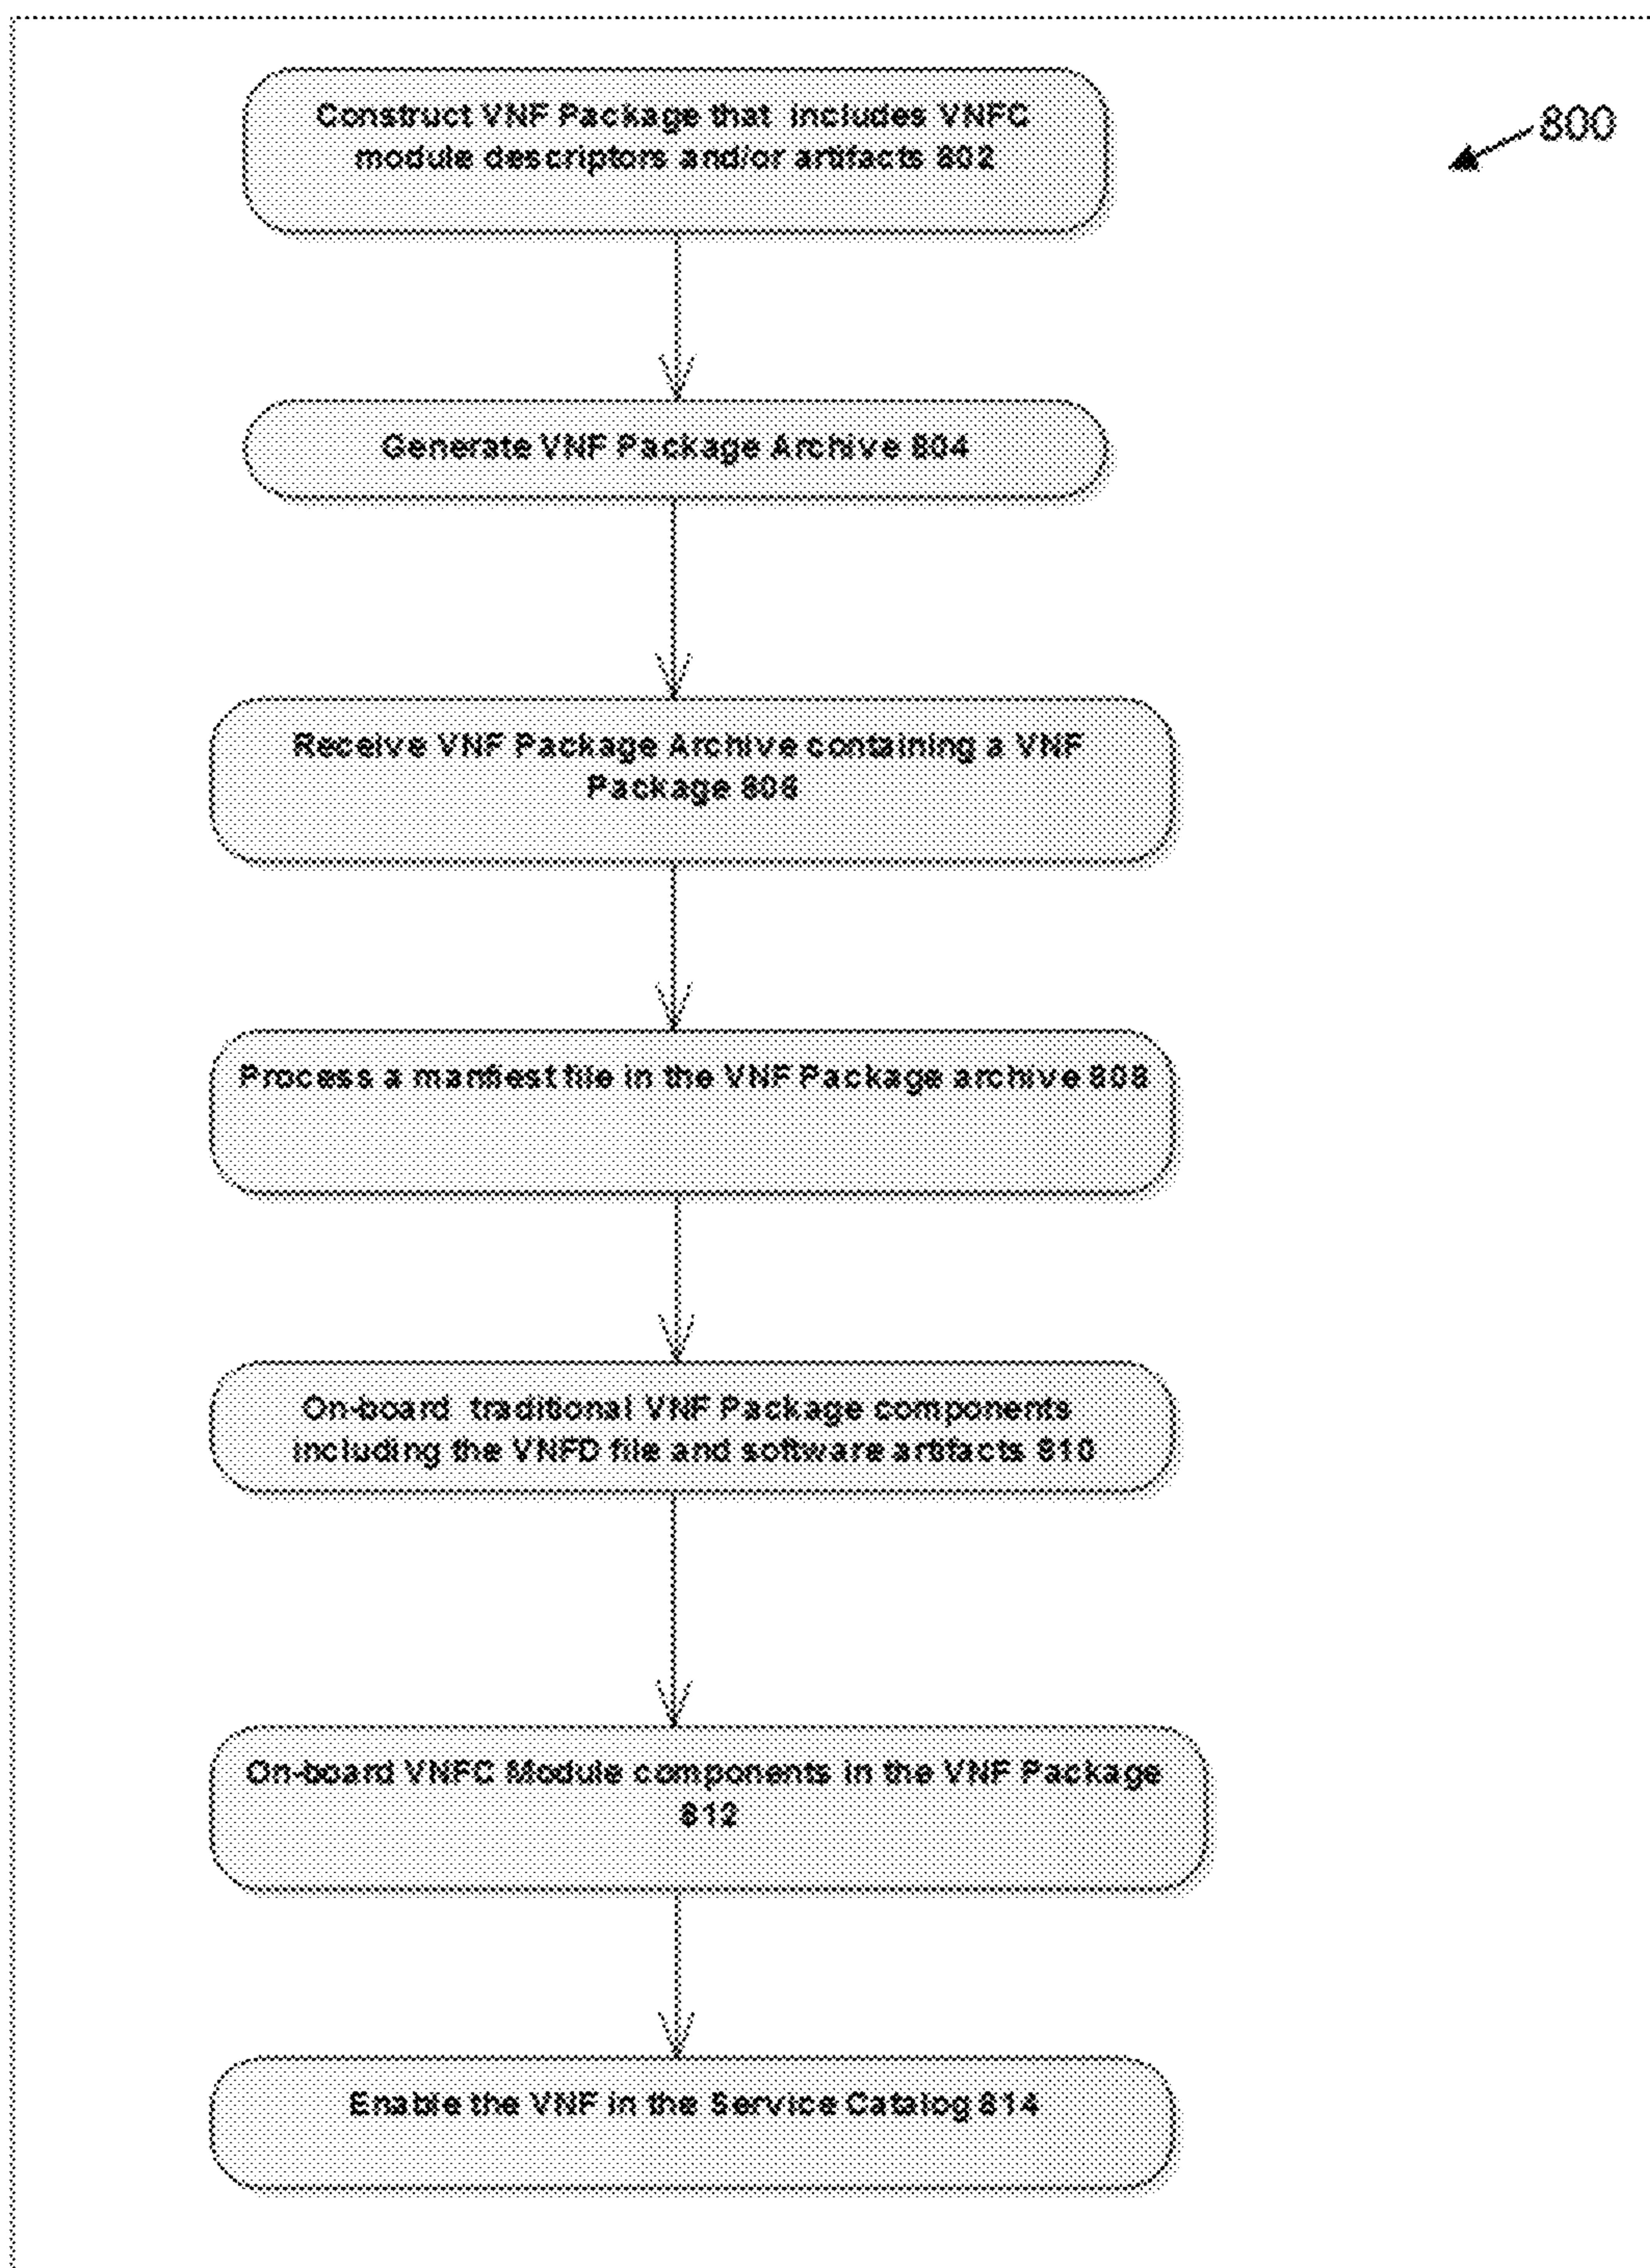 Construct VNF Package that includes VNFC
module descriptors and/or artifacts 802
800
Generate VNF Package Archive 804
Receive VNF Package Archive containing a VNF
Package 806
Process a manfiest file in the VNF Package archive 808
On-board traditional VNF Package components
including the VNFD file and software artifacts 810
On-board VNFC Module components in the VNF Package
812
Enable the VNF in the Service Catalog 814